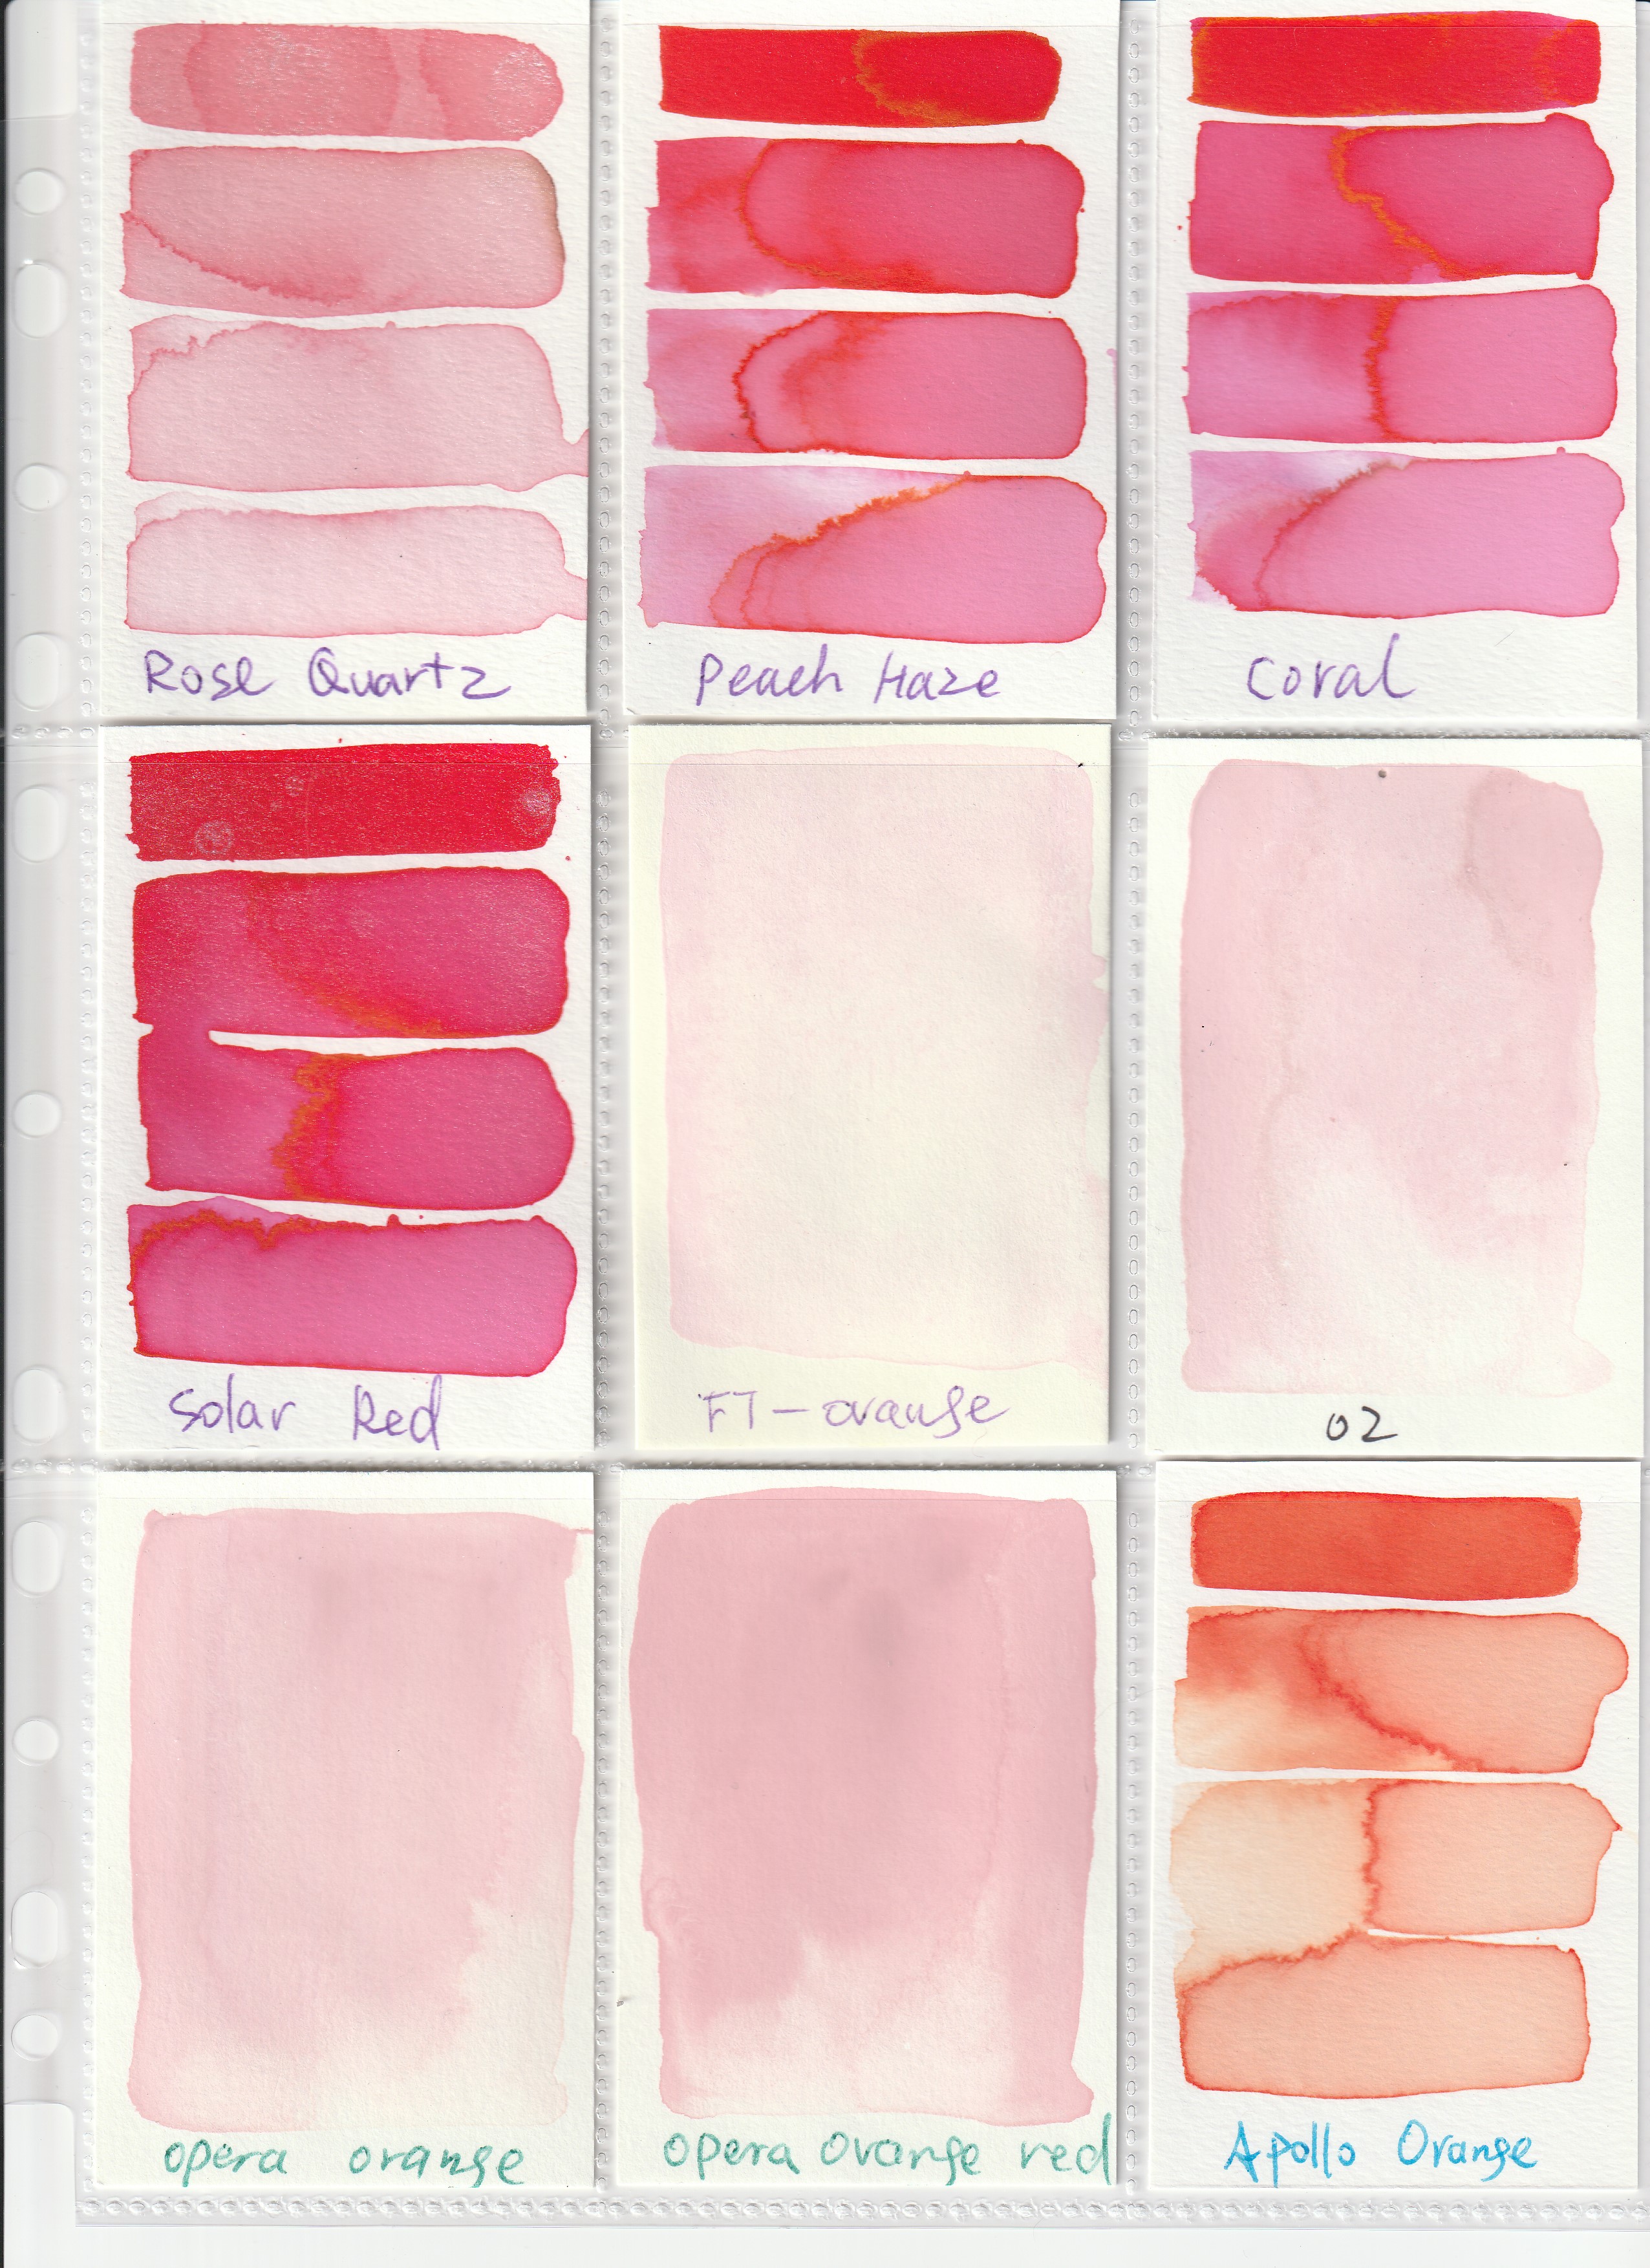 Rose Quartz
Peach Haze
Coral
Solar Red
FT-orange
02
opera orange
opera orange red
Apollo Orange